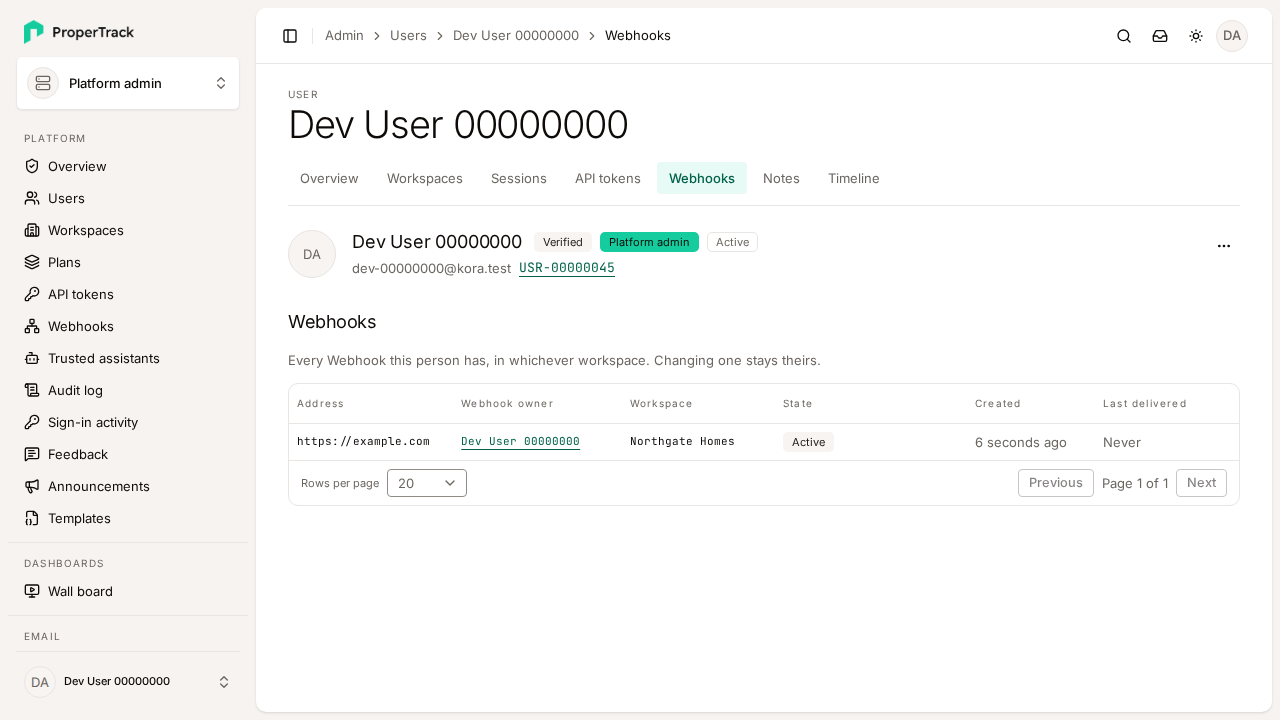 ProperTrack
Platform admin
PLATFORM
Overview
Users
Workspaces
Plans
API tokens
Webhooks
Trusted assistants
Audit log
Sign-in activity
Feedback
Announcements
Templates
DASHBOARDS
Wall board
EMAIL
DA Dev User 00000000
Admin > Users > Dev User 00000000 > Webhooks
DA
USER
Dev User 00000000
Overview Workspaces Sessions API tokens Webhooks Notes Timeline
DA
Dev User 00000000 Verified Platform admin Active
dev-00000000@kora.test USR-00000045
Webhooks
Every Webhook this person has, in whichever workspace. Changing one stays theirs.
Address Webhook owner Workspace State Created Last delivered
https://example.com Dev User 00000000 Northgate Homes Active 6 seconds ago Never
Rows per page 20 Previous Page 1 of 1 Next